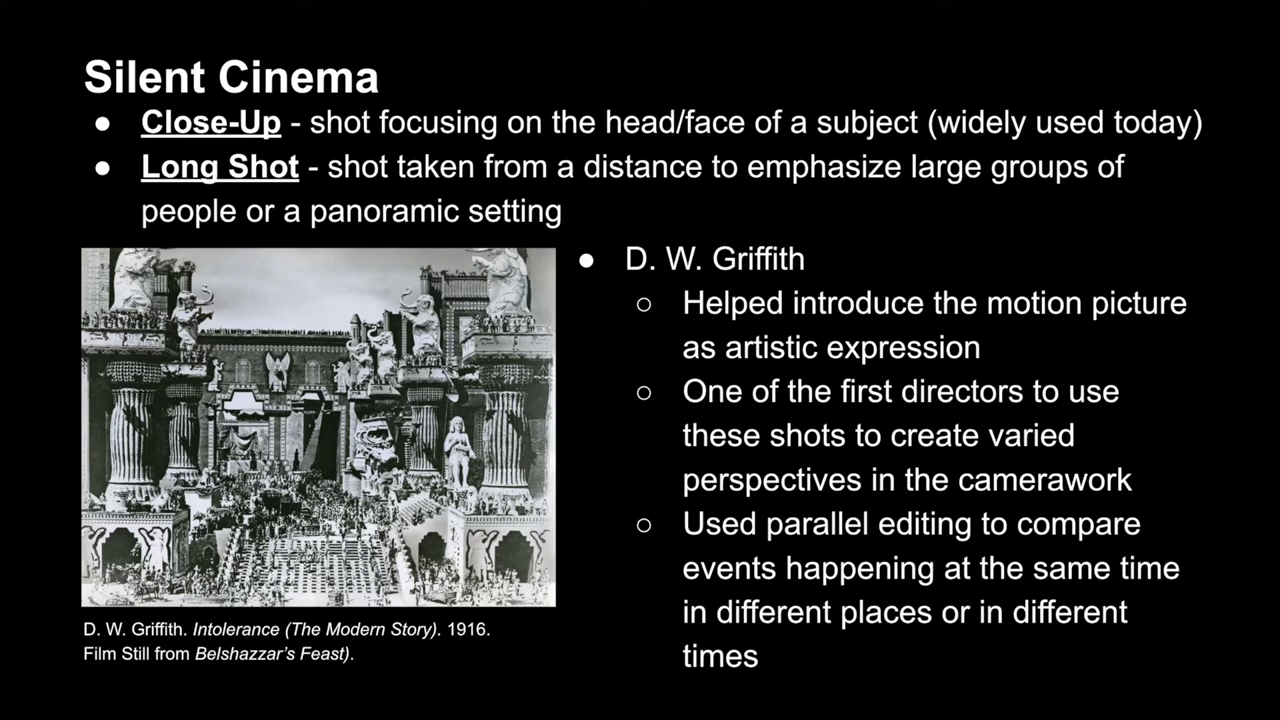 Silent Cinema
● Close-Up - shot focusing on the head/face of a subject (widely used today)
● Long Shot - shot taken from a distance to emphasize large groups of
people or a panoramic setting
● D. W. Griffith
○ Helped introduce the motion picture
as artistic expression
○ One of the first directors to use
these shots to create varied
perspectives in the camerawork
○ Used parallel editing to compare
events happening at the same time
in different places or in different
times
D. W. Griffith. Intolerance (The Modern Story). 1916.
Film Still from Belshazzar's Feast).